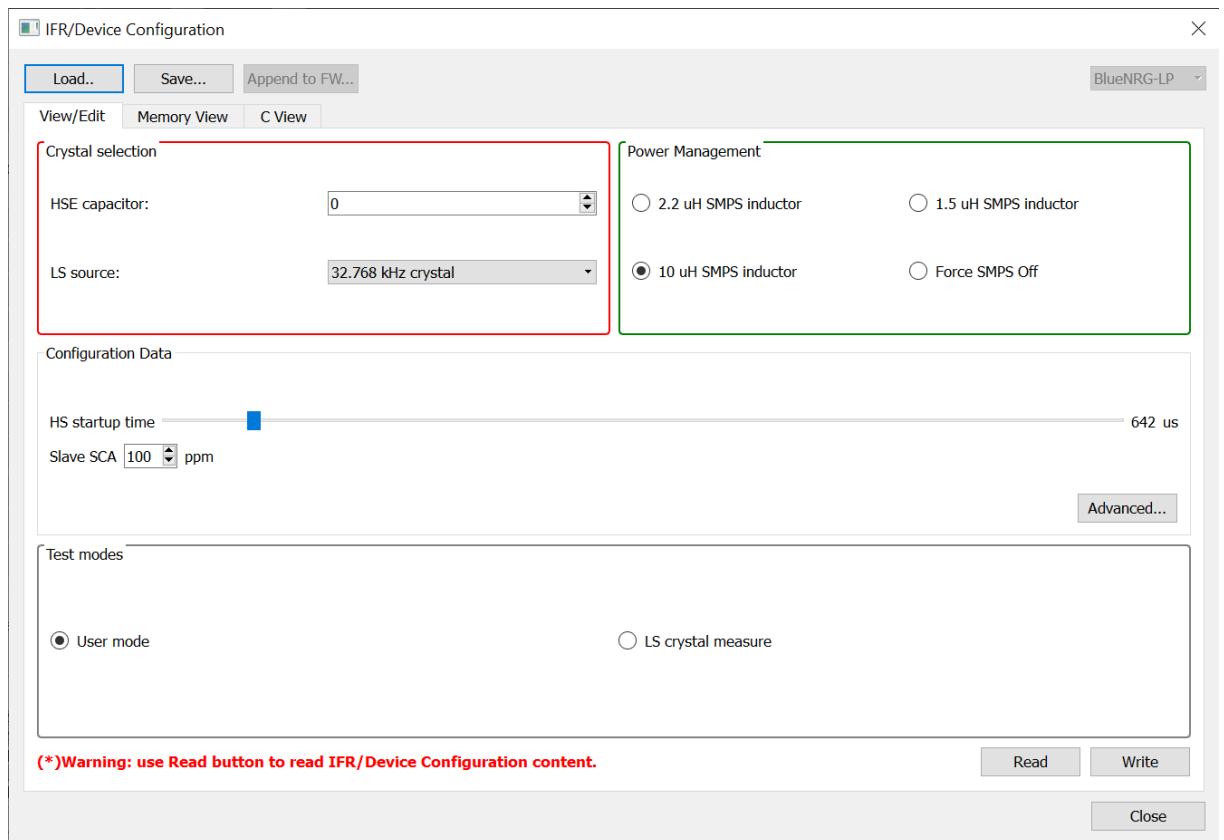 IFR/Device Configuration
Load.. Save... Append to FW... BlueNRG-LP
View/Edit Memory View C View
Crystal selection
HSE capacitor: 0
LS source: 32.768 kHz crystal
Power Management
2.2 uH SMPS inductor 1.5 uH SMPS inductor
10 uH SMPS inductor Force SMPS Off
Configuration Data
HS startup time 642 us
Slave SCA 100 ppm
Advanced...
Test modes
User mode LS crystal measure
(*)Warning: use Read button to read IFR/Device Configuration content. Read Write
Close